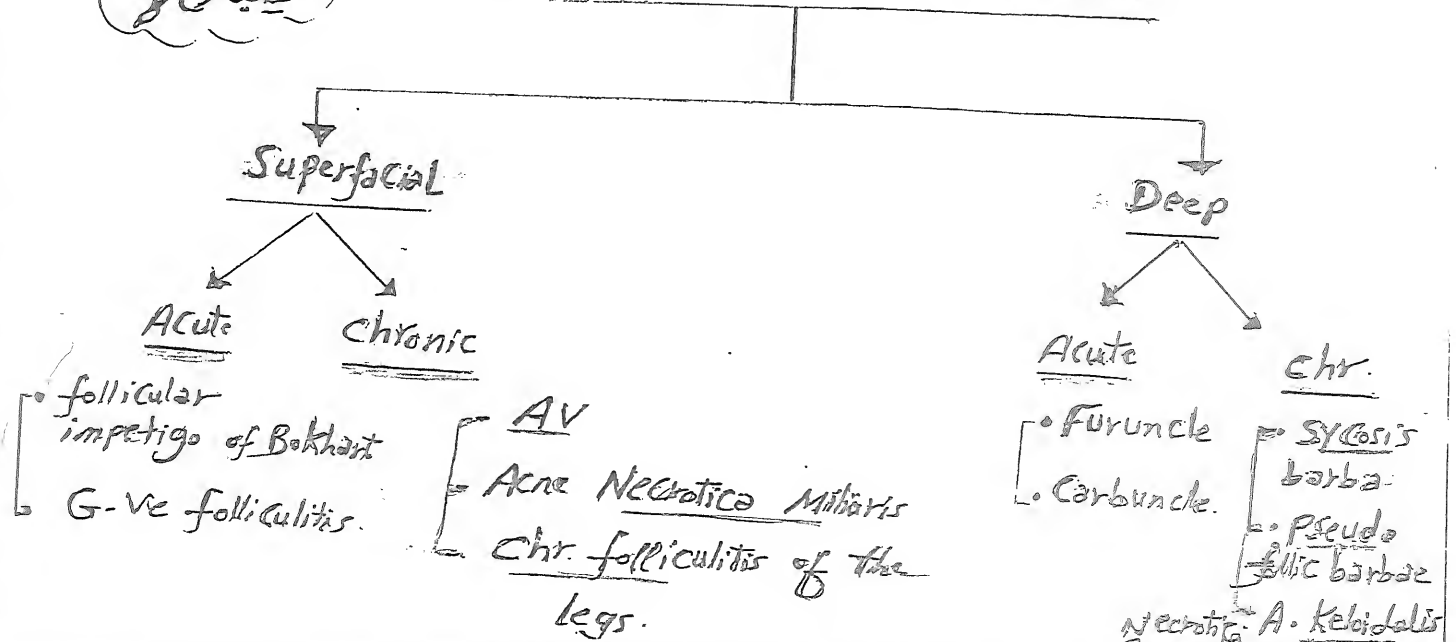 Superfacial
Deep
Acute
Chronic
Acute
chr.
• follicular
impetigo of Bokhart
• G-ve folliculitis.
- AV
- Acne Necrotica Miliaris
- Chr. folliculitis of the
legs.
• Furuncle
• Carbuncle.
• Sycosis
barba
• Pseudo
follic barbae
Necrotic A. Keloidalis